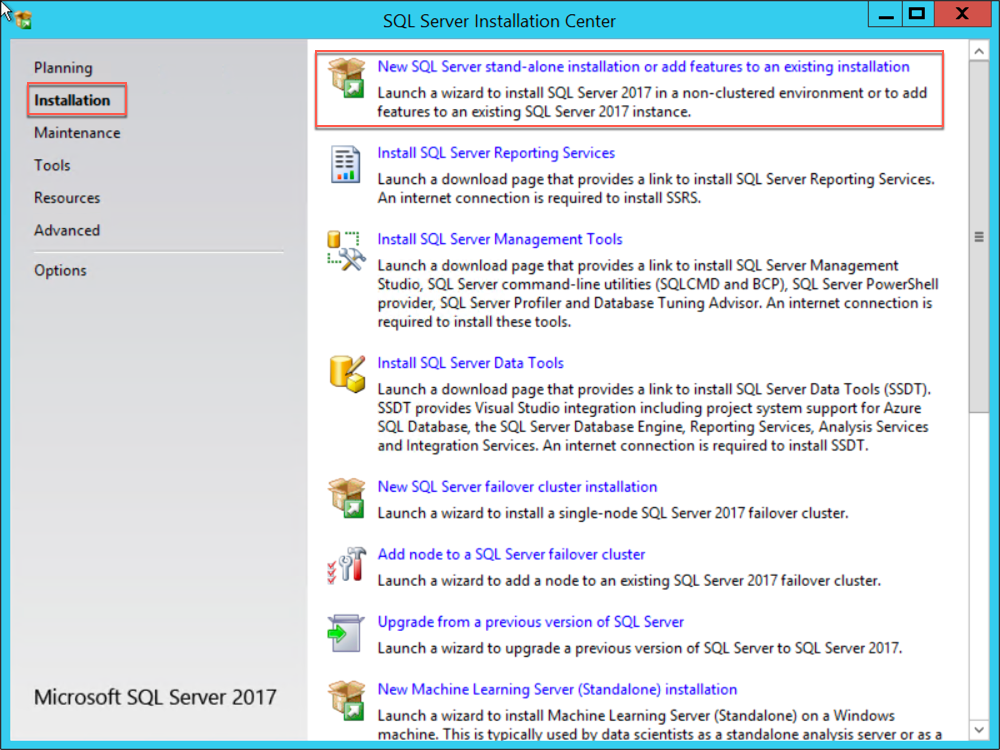 SQL Server Installation Center
Planning
Installation
Maintenance
Tools
Resources
Advanced
Options
Microsoft SQL Server 2017
New SQL Server stand-alone installation or add features to an existing installation
Launch a wizard to install SQL Server 2017 in a non-clustered environment or to add
features to an existing SQL Server 2017 instance.
Install SQL Server Reporting Services
Launch a download page that provides a link to install SQL Server Reporting Services.
An internet connection is required to install SSRS.
Install SQL Server Management Tools
Launch a download page that provides a link to install SQL Server Management
Studio, SQL Server command-line utilities (SQLCMD and BCP), SQL Server PowerShell
provider, SQL Server Profiler and Database Tuning Advisor. An internet connection is
required to install these tools.
Install SQL Server Data Tools
Launch a download page that provides a link to install SQL Server Data Tools (SSDT).
SSDT provides Visual Studio integration including project system support for Azure
SQL Database, the SQL Server Database Engine, Reporting Services, Analysis Services
and Integration Services. An internet connection is required to install SSDT.
New SQL Server failover cluster installation
Launch a wizard to install a single-node SQL Server 2017 failover cluster.
Add node to a SQL Server failover cluster
Launch a wizard to add a node to an existing SQL Server 2017 failover cluster.
Upgrade from a previous version of SQL Server
Launch a wizard to upgrade a previous version of SQL Server to SQL Server 2017.
New Machine Learning Server (Standalone) installation
Launch a wizard to install Machine Learning Server (Standalone) on a Windows
machine. This is typically used by data scientists as a standalone analysis server or as a